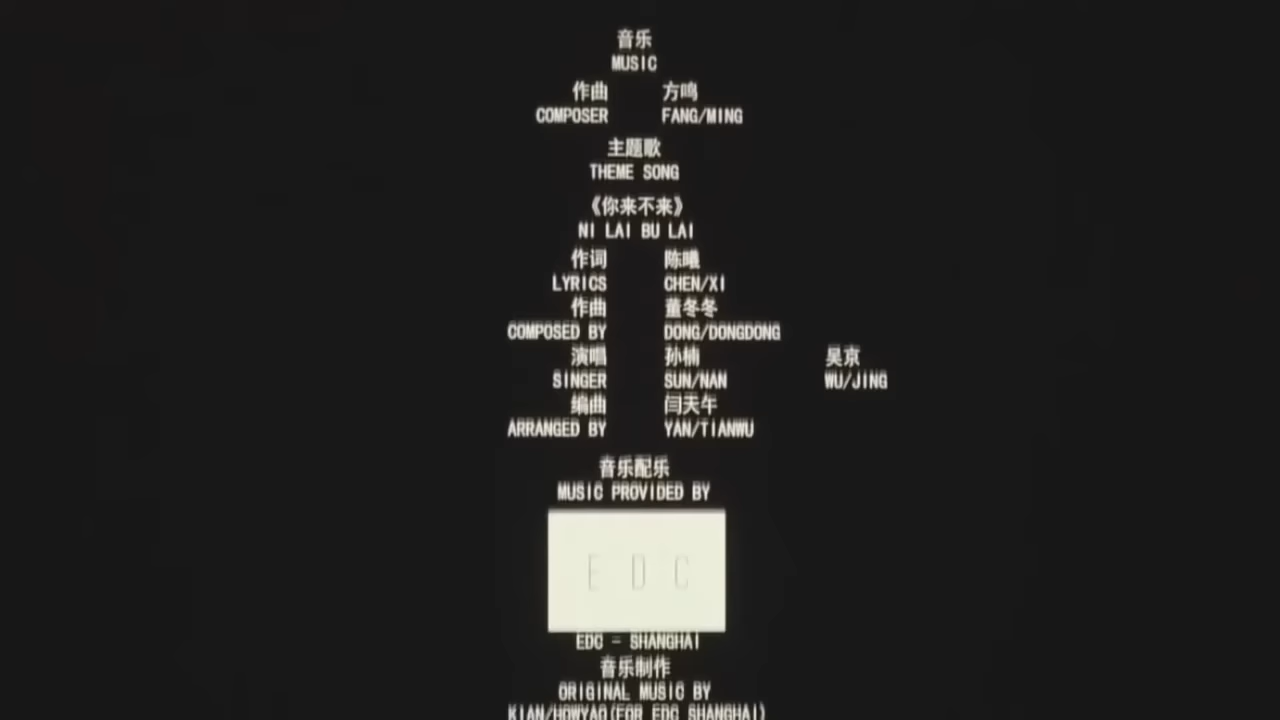 音乐
MUSIC
作曲 方鸣
COMPOSER FANG/MING
主题歌
THEME SONG
《你来不来》
NI LAI BU LAI
作词 陈曦
LYRICS CHEN/XI
作曲 董冬冬
COMPOSED BY DONG/DONGDONG
演唱 孙楠 吴京
SINGER SUN/NAN WU/JING
编曲 闫天午
ARRANGED BY YAN/TIANWU
音乐配乐
MUSIC PROVIDED BY
E D C
EDC - SHANGHAI
音乐制作
ORIGINAL MUSIC BY
KIAN/HOWYAO(FOR EDC SHANGHAI)